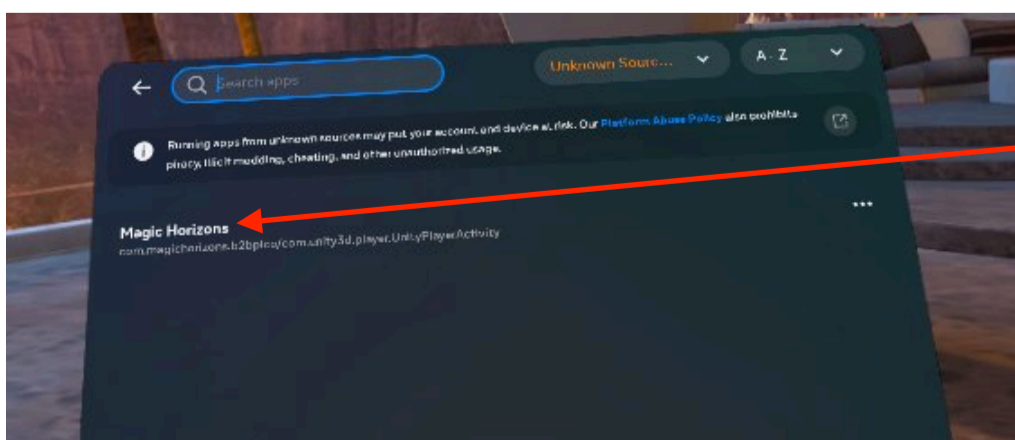 Search apps
Unknown Sourc...
A - Z
Running apps from unknown sources may put your account and device at risk. Our Platform Abuse Policy also prohibits
piracy, illicit modding, cheating, and other unauthorized usage.
Magic Horizons
com.magichorizons.b2bpico/com.unity3d.player.UnityPlayerActivity